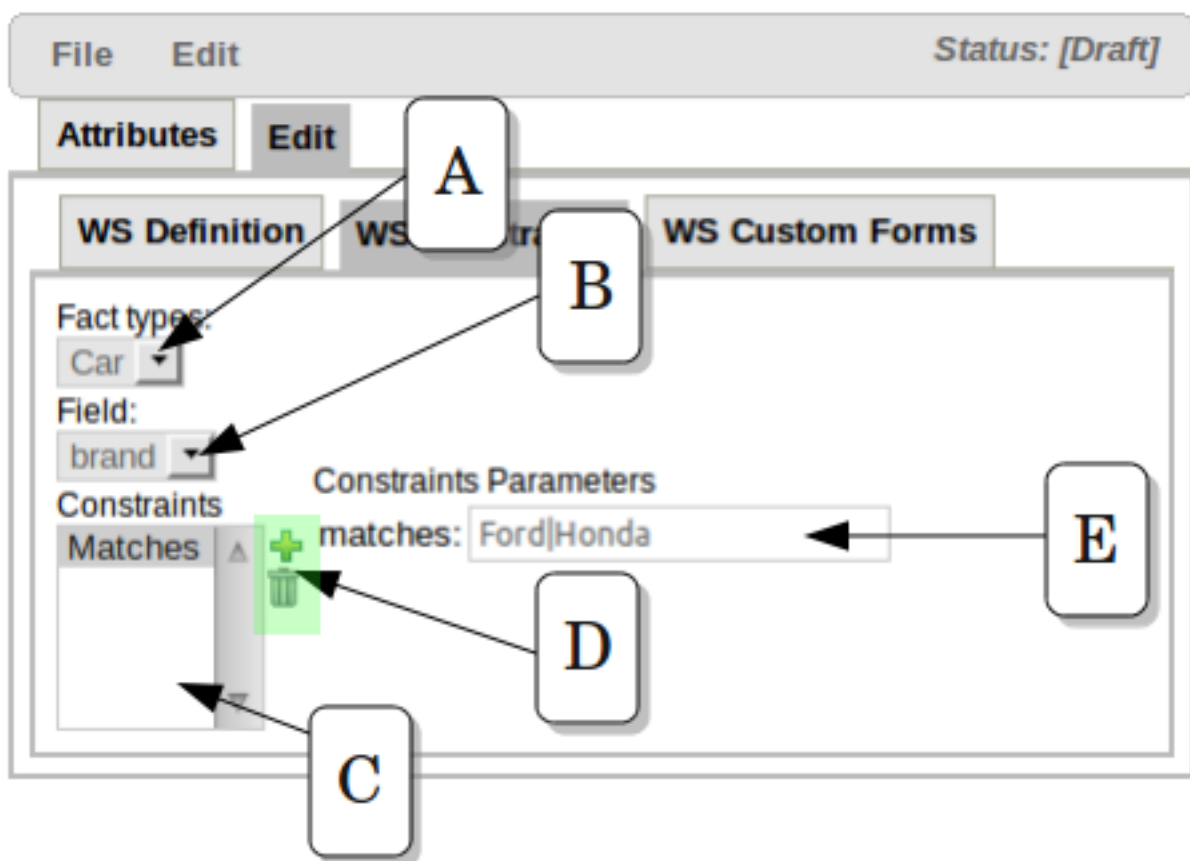 File Edit Status: [Draft]
Attributes Edit
A
WS Definition WS WS Custom Forms
B
Fact types:
Car
Field:
brand
Constraints Parameters
Constraints
matches: Ford|Honda
Matches
E
D
C